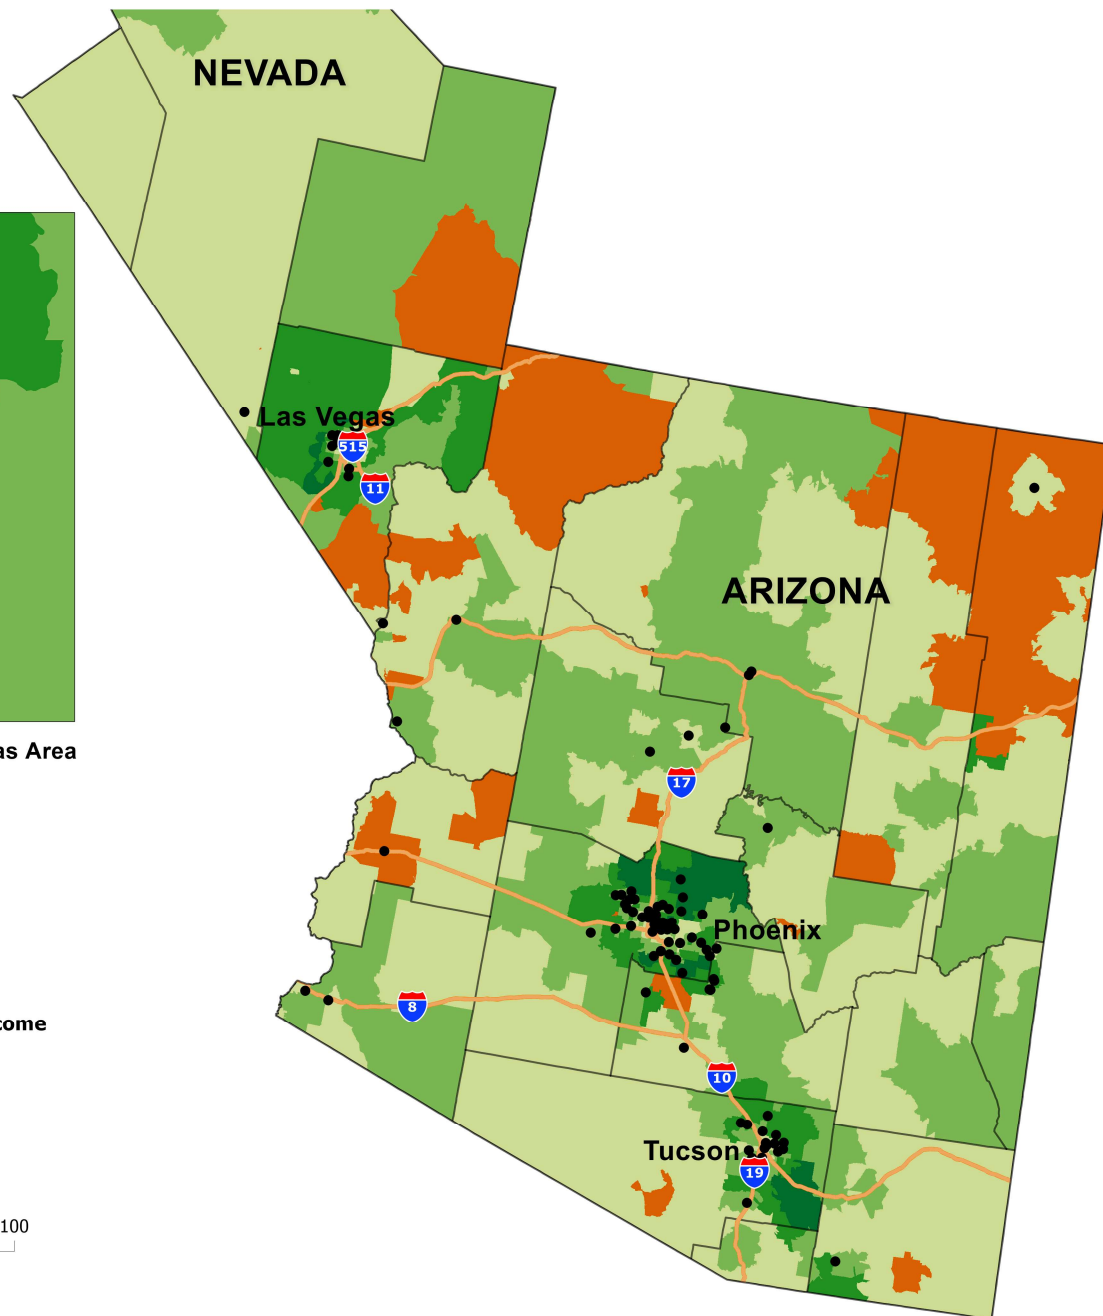 NEVADA
Las Vegas
515
11
ARIZONA
as Area
17
Phoenix
8
come
10
Tucson
19
100